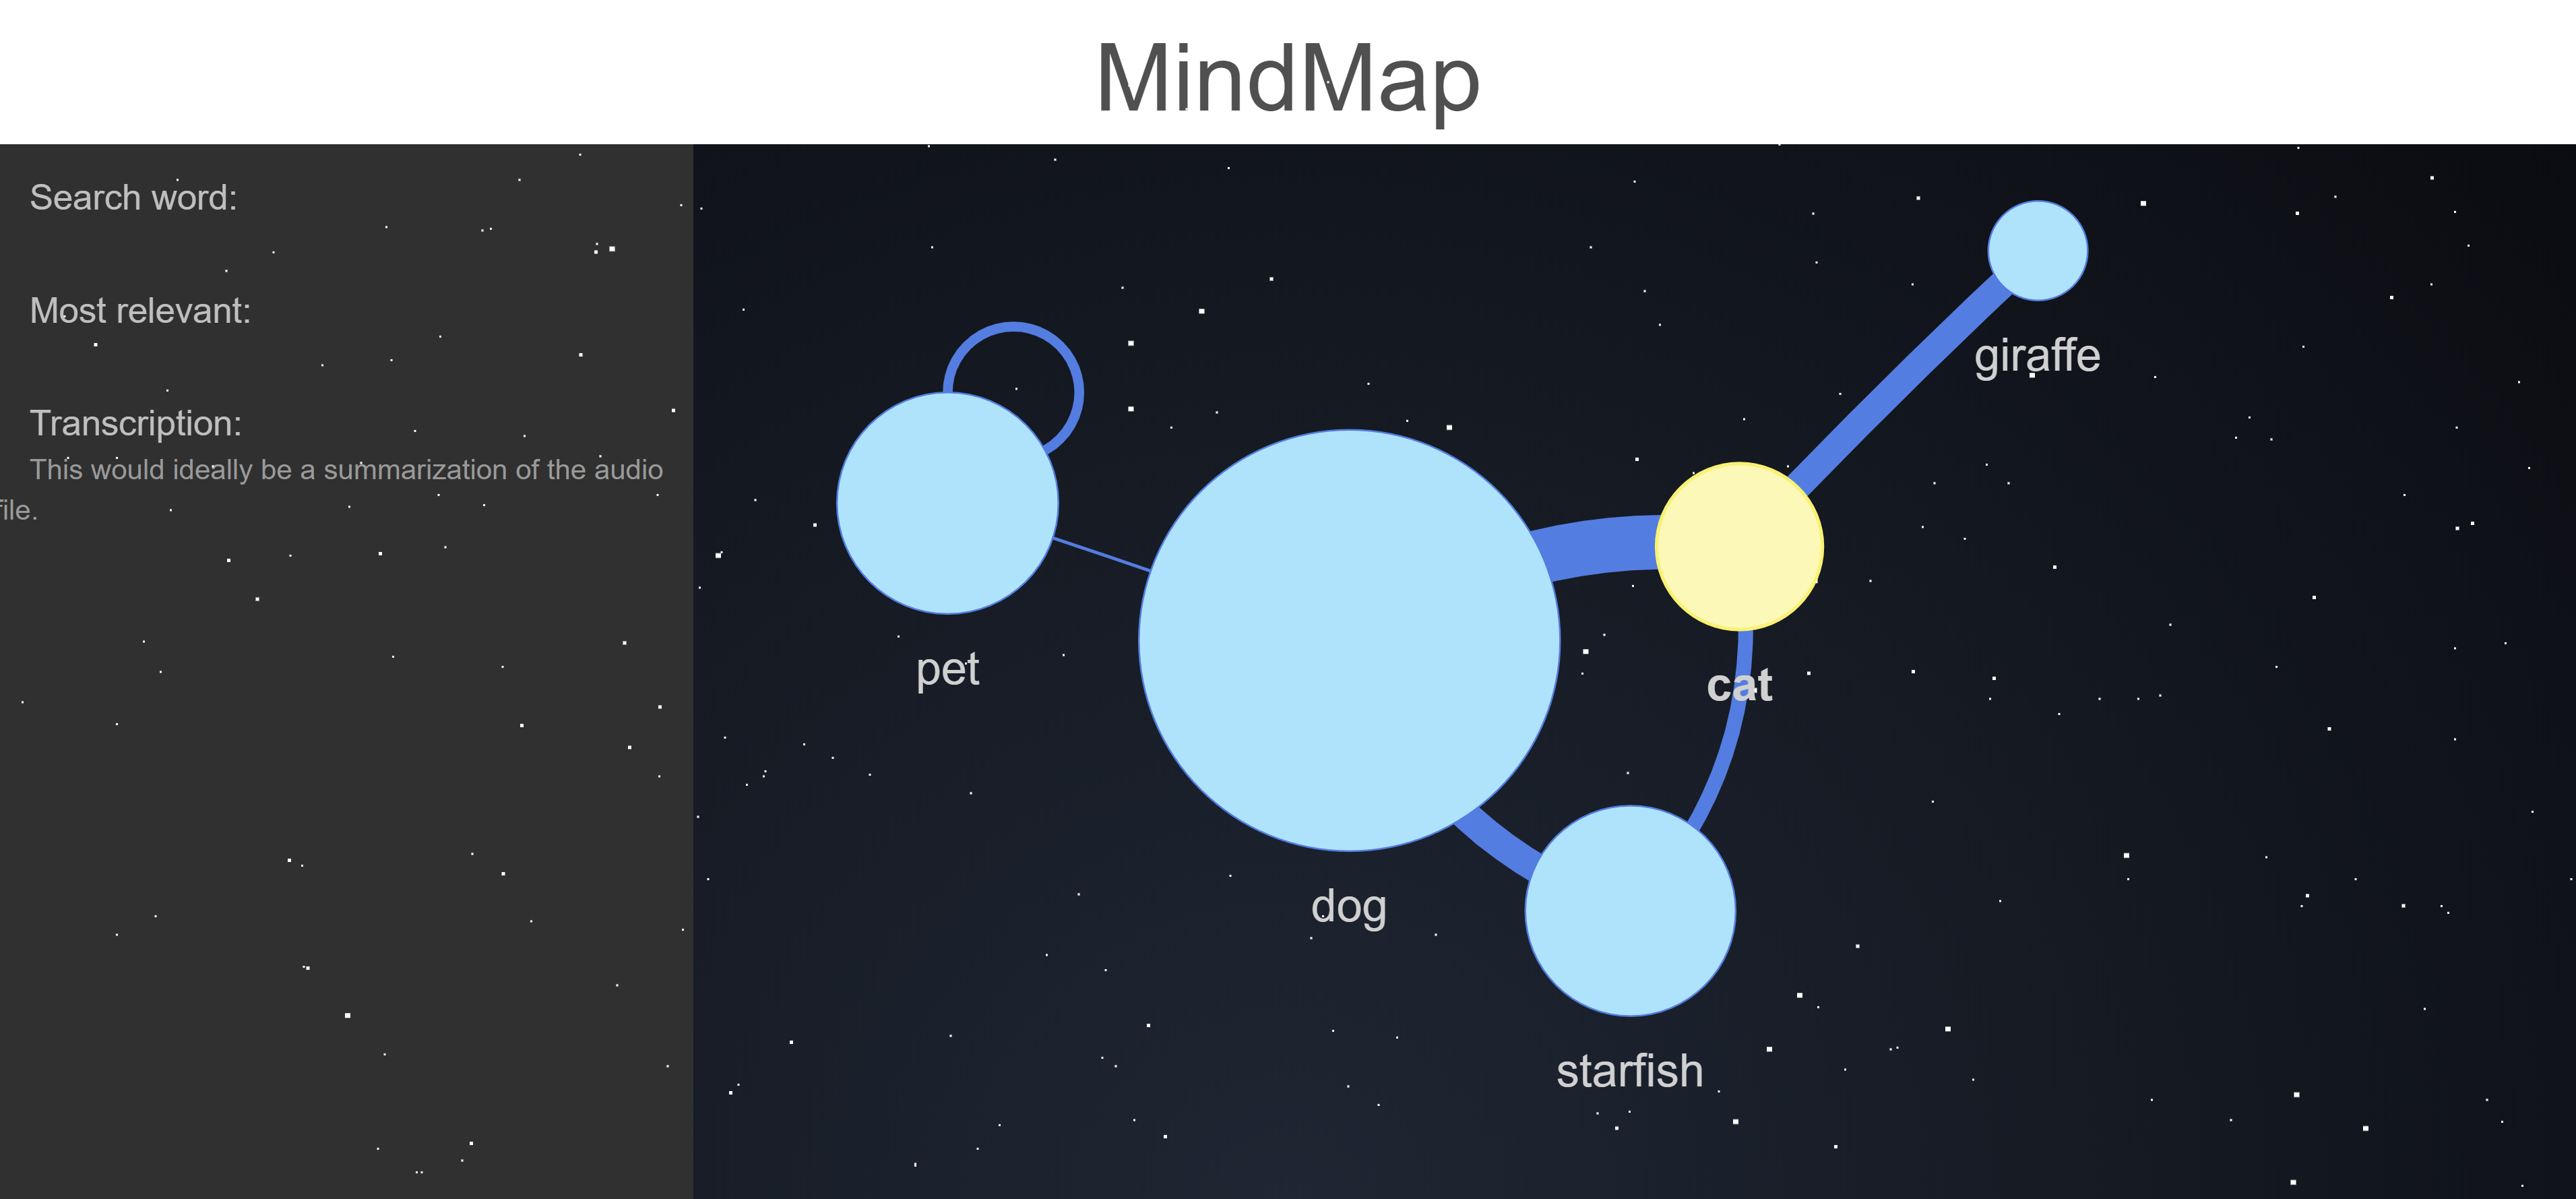 MindMap
Search word:
Most relevant:
Transcription:
This would ideally be a summarization of the audio
file.
giraffe
pet
cat
dog
starfish